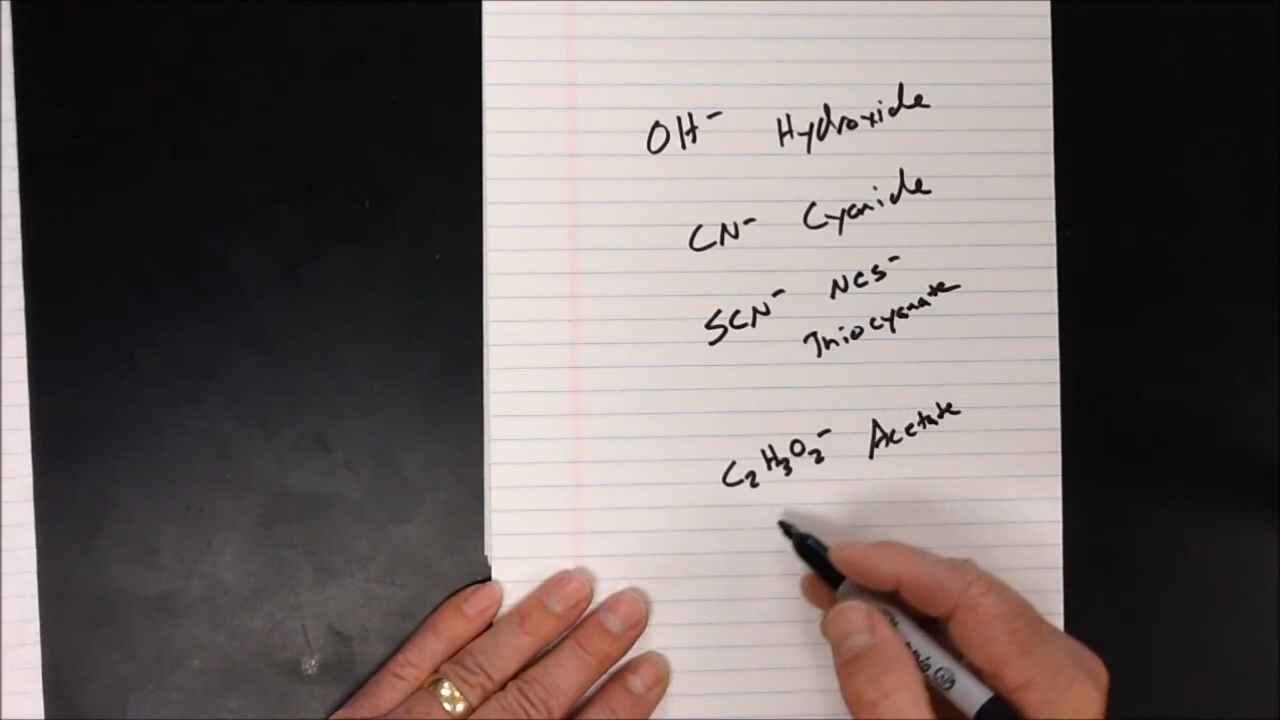 OH⁻ Hydroxide
CN⁻ Cyanide
SCN⁻ NCS⁻
Thiocyanate
C₂H₃O₂⁻ Acetate